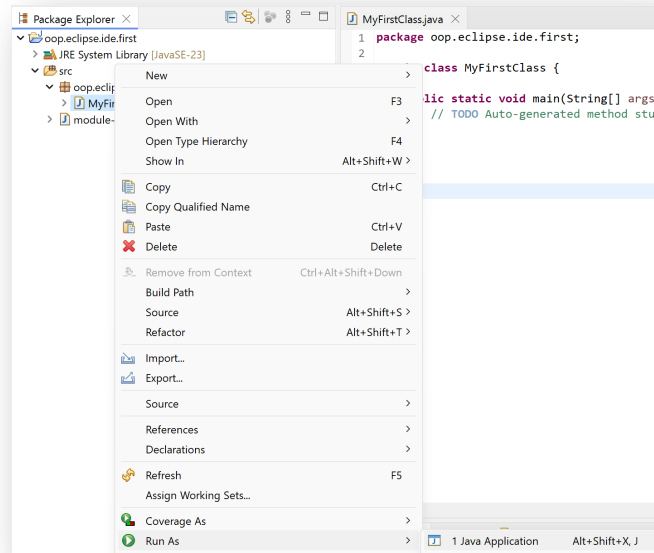 Package Explorer
MyFirstClass.java
oop.eclipse.ide.first
JRE System Library [JavaSE-23]
src
oop.eclip
MyFir
module-
1 package oop.eclipse.ide.first;
2
class MyFirstClass {
lic static void main(String[] args
// TODO Auto-generated method stu
New
Open F3
Open With
Open Type Hierarchy F4
Show In Alt+Shift+W
Copy Ctrl+C
Copy Qualified Name
Paste Ctrl+V
Delete Delete
Remove from Context Ctrl+Alt+Shift+Down
Build Path
Source Alt+Shift+S
Refactor Alt+Shift+T
Import...
Export...
Source
References
Declarations
Refresh F5
Assign Working Sets...
Coverage As
Run As
1 Java Application Alt+Shift+X, J